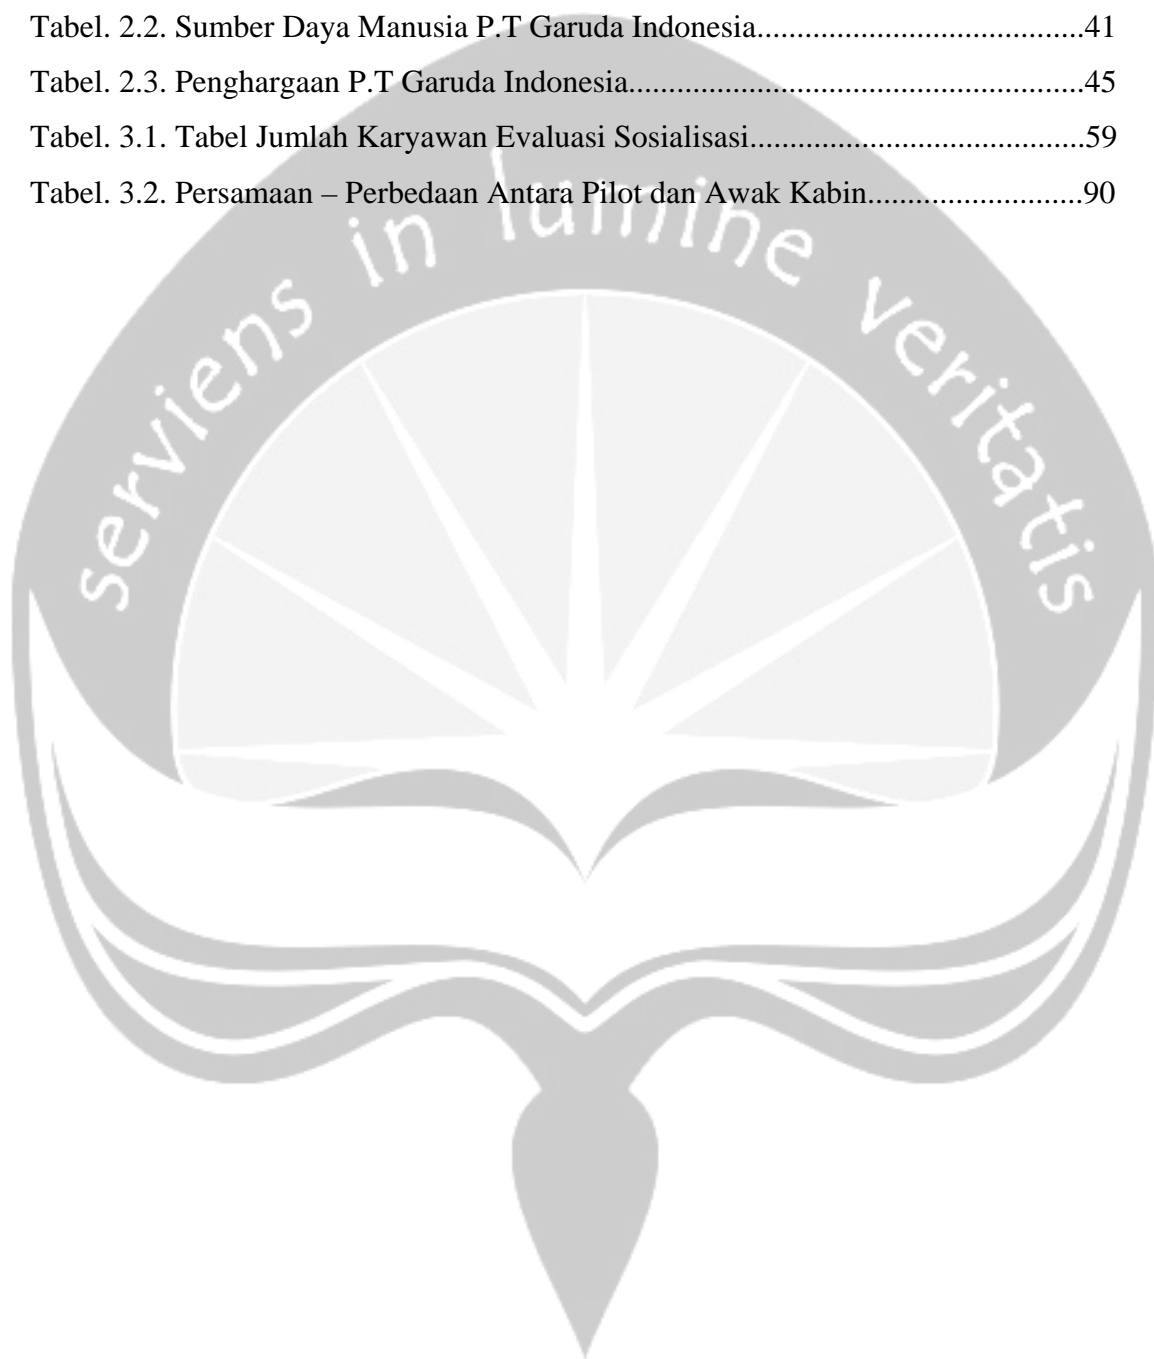 Tabel. 2.2. Sumber Daya Manusia P.T Garuda Indonesia........................................41
Tabel. 2.3. Penghargaan P.T Garuda Indonesia........................................................45
Tabel. 3.1. Tabel Jumlah Karyawan Evaluasi Sosialisasi.........................................59
Tabel. 3.2. Persamaan – Perbedaan Antara Pilot dan Awak Kabin..........................90
serviens in lumine veritatis